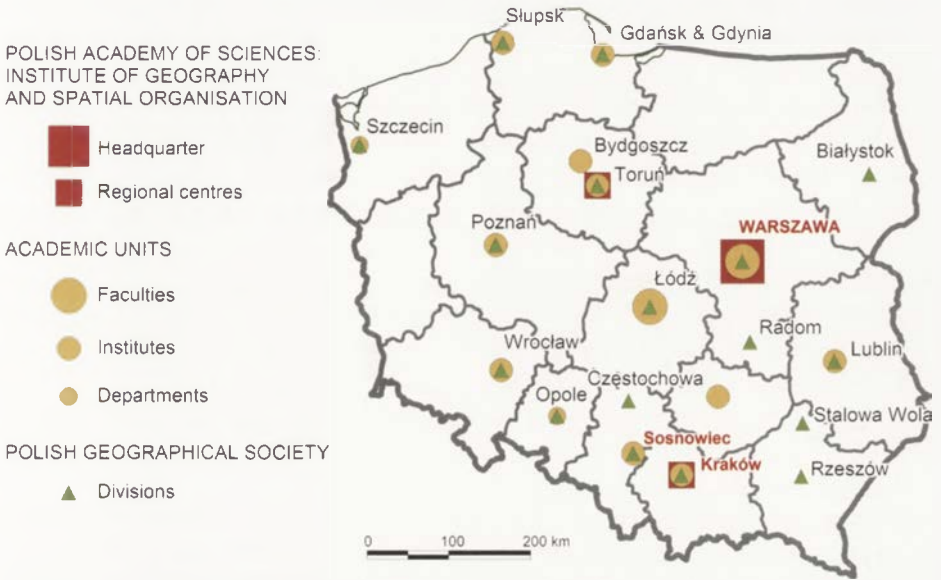 POLISH ACADEMY OF SCIENCES:
INSTITUTE OF GEOGRAPHY
AND SPATIAL ORGANISATION
Headquarter
Regional centres
ACADEMIC UNITS
Faculties
Institutes
Departments
POLISH GEOGRAPHICAL SOCIETY
Divisions
Słupsk
Gdańsk & Gdynia
Szczecin
Bydgoszcz
Toruń
Białystok
Poznań
WARSZAWA
Łódź
Radom
Wrocław
Lublin
Częstochowa
Opole
Stalowa Wola
Sosnowiec
Kraków
Rzeszów
0 100 200 km